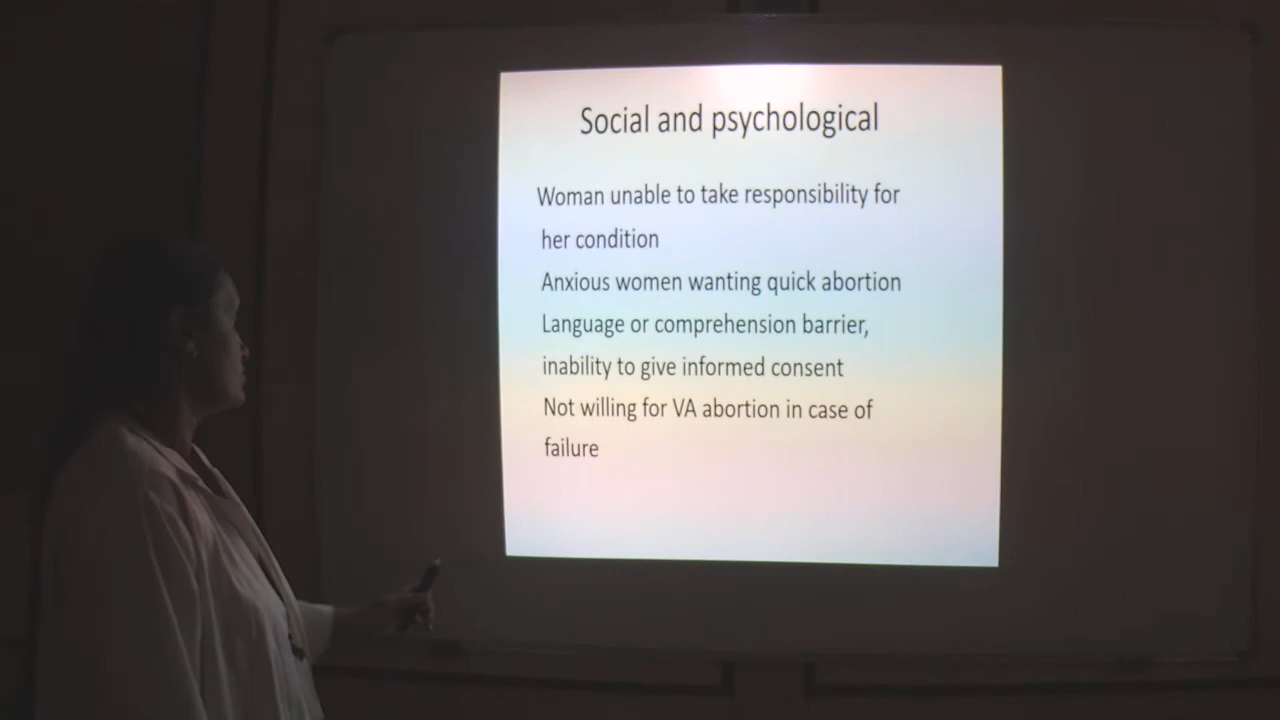 Social and psychological
Woman unable to take responsibility for
her condition
Anxious women wanting quick abortion
Language or comprehension barrier,
inability to give informed consent
Not willing for VA abortion in case of
failure